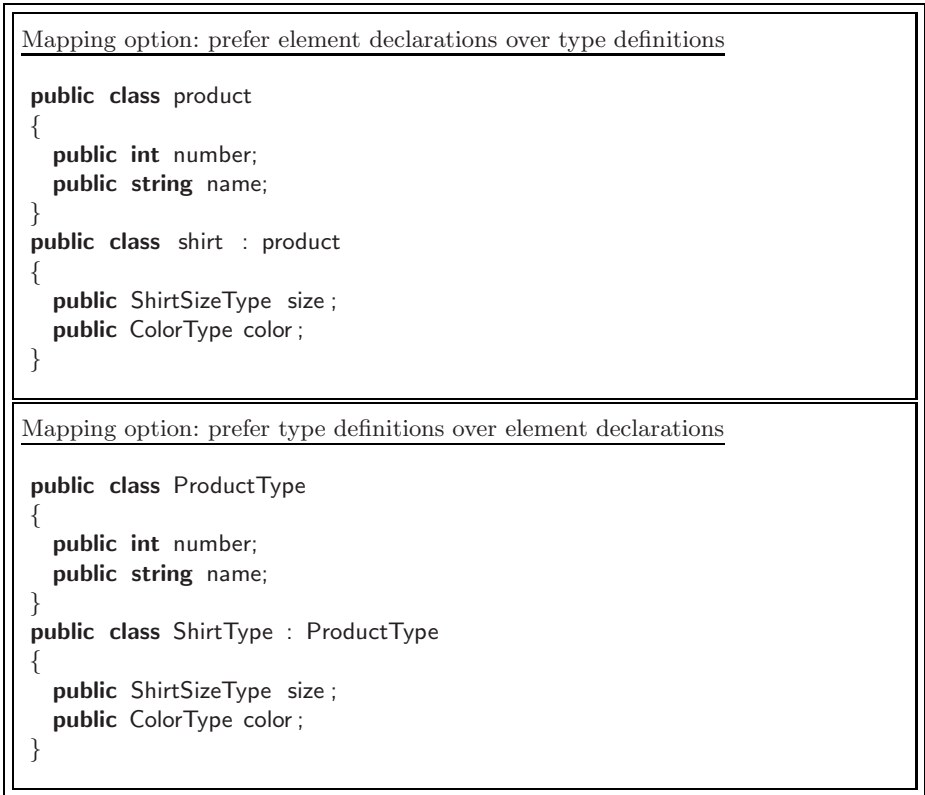 Mapping option: prefer element declarations over type definitions
public class product
{
public int number;
public string name;
}
public class shirt : product
{
public ShirtSizeType size ;
public ColorType color ;
}
Mapping option: prefer type definitions over element declarations
public class ProductType
{
public int number;
public string name;
}
public class ShirtType : ProductType
{
public ShirtSizeType size ;
public ColorType color ;
}